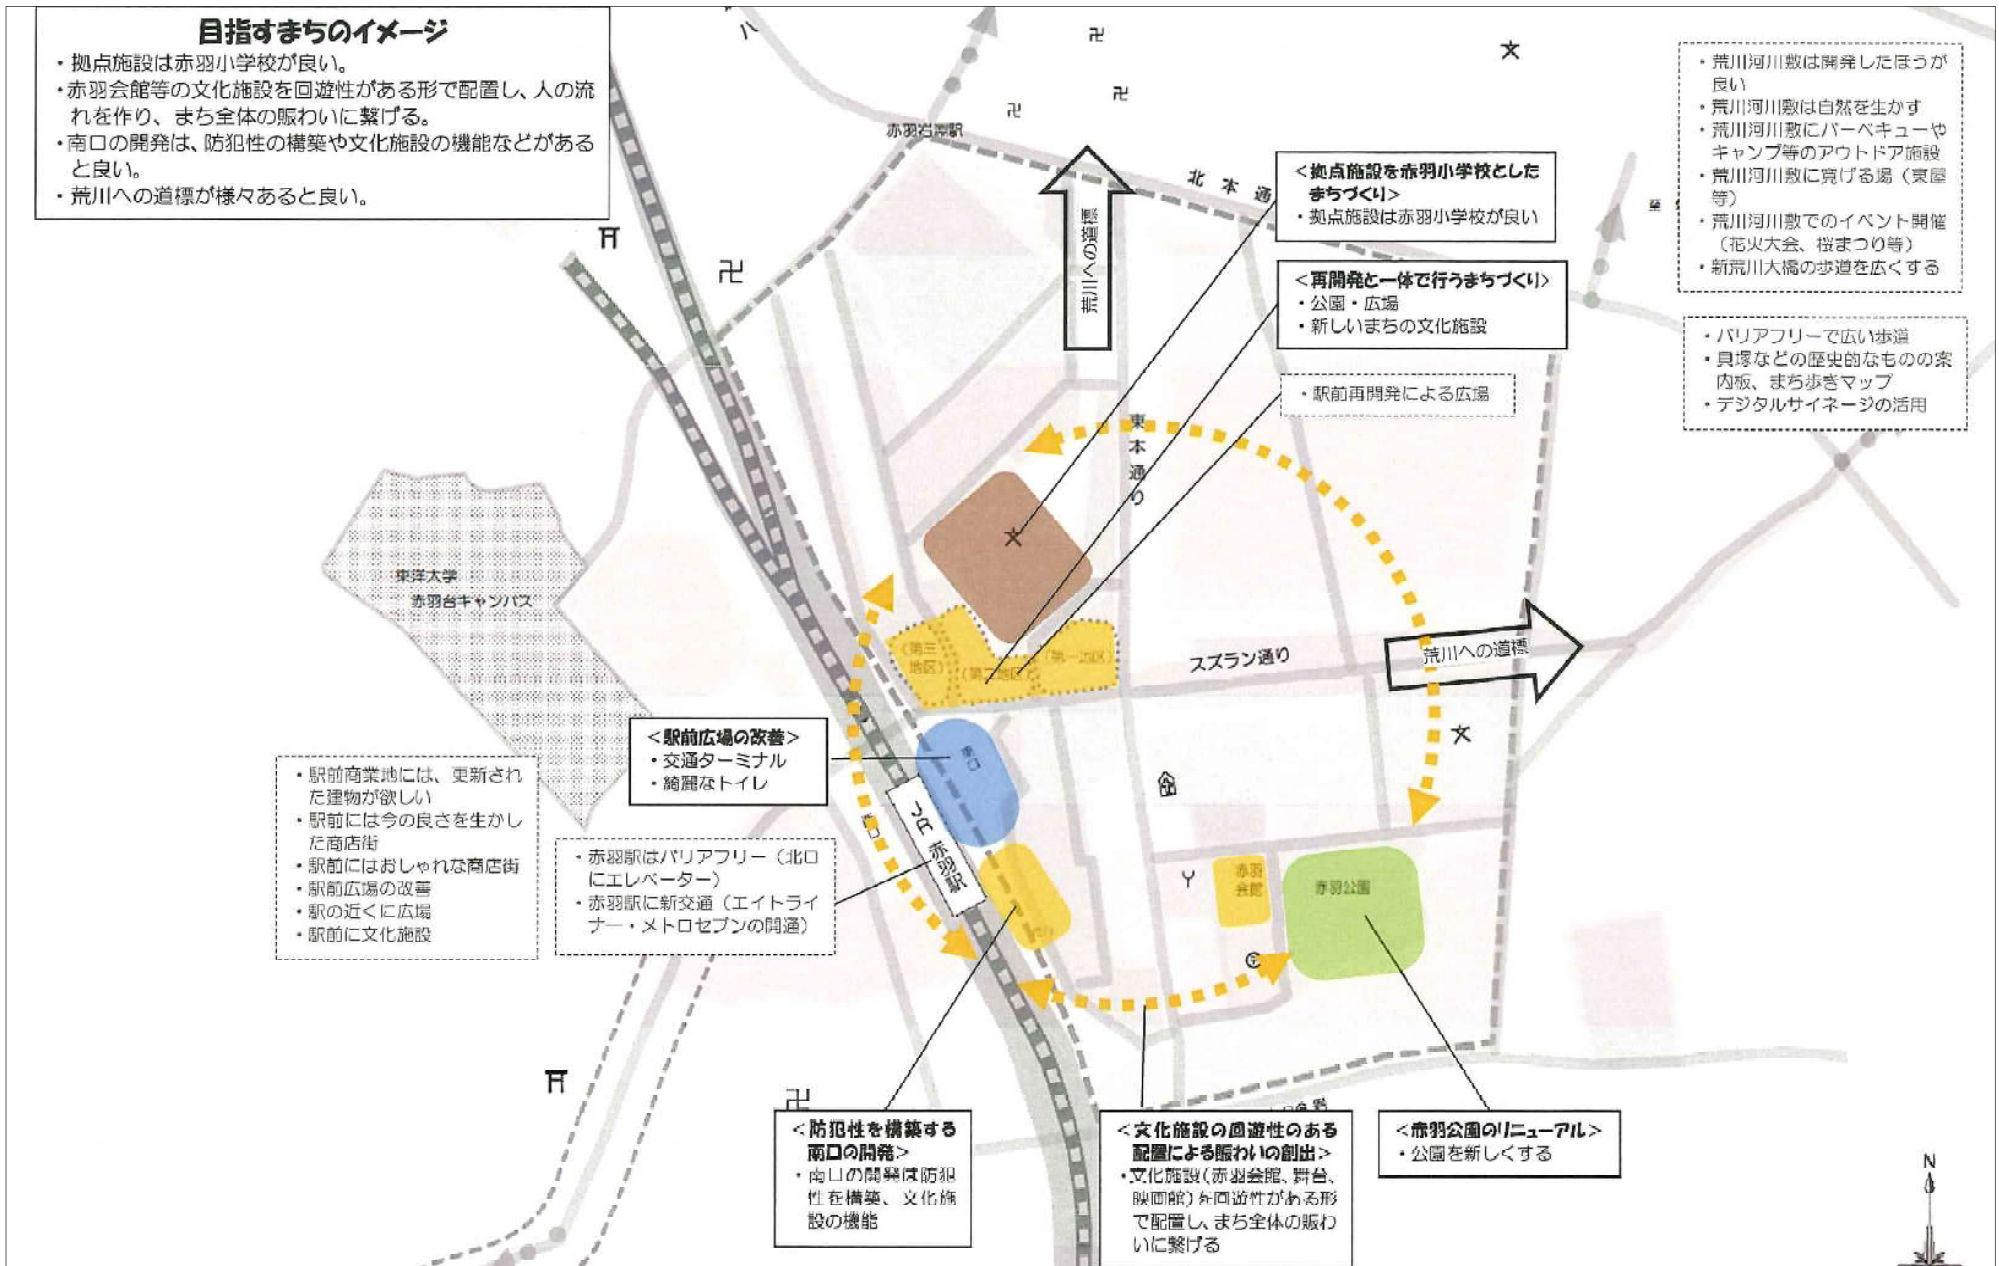 目指すまちのイメージ
・拠点施設は赤羽小学校が良い。
・赤羽会館等の文化施設を回遊性がある形で配置し、人の流
れを作り、まち全体の賑わいに繋げる。
・南口の開発は、防犯性の構築や文化施設の機能などがある
と良い。
・荒川への道標が様々あると良い。
・荒川河川敷は開発したほうが
良い
・荒川河川敷は自然を生かす
・荒川河川敷にバーベキューや
キャンプ等のアウトドア施設
・荒川河川敷に寛げる場（東屋
等）
・荒川河川敷でのイベント開催
（花火大会、桜まつり等）
・新荒川大橋の歩道を広くする
・バリアフリーで広い歩道
・貝塚などの歴史的なものの案
内板、まち歩きマップ
・デジタルサイネージの活用
赤羽岩淵駅
北本通
至
荒川への道標
＜拠点施設を赤羽小学校とした
まちづくり＞
・拠点施設は赤羽小学校が良い
＜再開発と一体で行うまちづくり＞
・公園・広場
・新しいまちの文化施設
・駅前再開発による広場
東本通り
東洋大学
赤羽台キャンパス
（第三
地区）
（第二地区）
（第一地区）
スズラン通り
荒川への道標
＜駅前広場の改善＞
・交通ターミナル
・綺麗なトイレ
東口
JR赤羽駅
・駅前商業地には、更新され
た建物が欲しい
・駅前には今の良さを生かし
た商店街
・駅前にはおしゃれな商店街
・駅前広場の改善
・駅の近くに広場
・駅前に文化施設
・赤羽駅はバリアフリー（北口
にエレベーター）
・赤羽駅に新交通（エイトライ
ナー・メトロセブンの開通）
赤羽
会館
赤羽公園
＜防犯性を構築する
南口の開発＞
・南口の開発は防犯
性を構築、文化施
設の機能
＜文化施設の回遊性のある
配置による賑わいの創出＞
・文化施設（赤羽会館、舞台、
映画館）を回遊性がある形
で配置し、まち全体の賑わ
いに繋げる
＜赤羽公園のリニューアル＞
・公園を新しくする
N